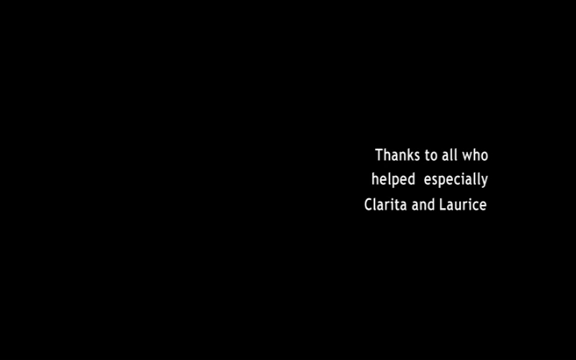 Thanks to all who
helped especially
Clarita and Laurice